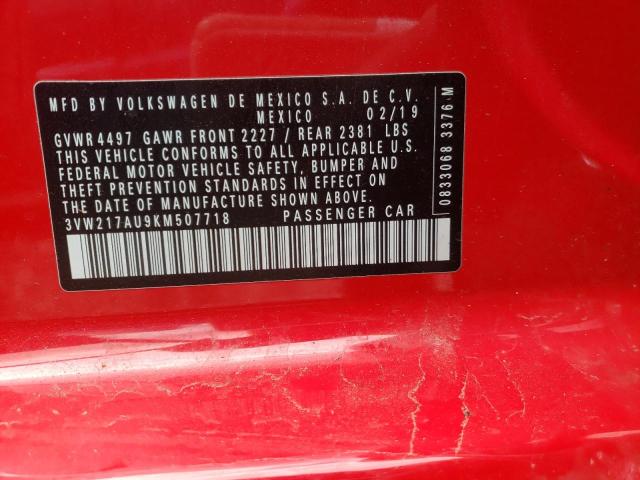 MFD BY VOLKSWAGEN DE MEXICO S.A. DE C.V.
MEXICO 02/19
GVWR 4497 GAWR FRONT 2227 / REAR 2381 LBS
THIS VEHICLE CONFORMS TO ALL APPLICABLE U.S.
FEDERAL MOTOR VEHICLE SAFETY, BUMPER AND
THEFT PREVENTION STANDARDS IN EFFECT ON
THE DATE OF MANUFACTURE SHOWN ABOVE.
3VW217AU9KM507718 PASSENGER CAR
0833068 3376.M